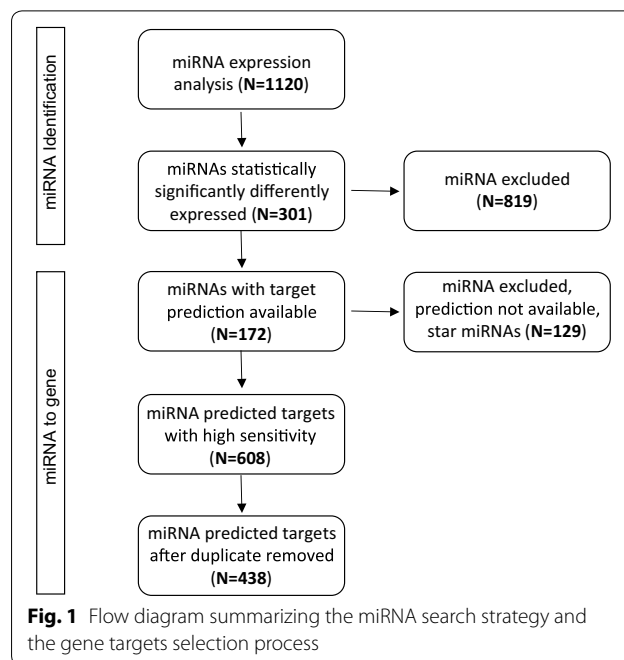 miRNA Identification
miRNA expression
analysis (N=1120)
miRNAs statistically
significantly differently
expressed (N=301)
miRNA excluded
(N=819)
miRNA to gene
miRNAs with target
prediction available
(N=172)
miRNA excluded,
prediction not available,
star miRNAs (N=129)
miRNA predicted targets
with high sensitivity
(N=608)
miRNA predicted targets
after duplicate removed
(N=438)
Fig. 1 Flow diagram summarizing the miRNA search strategy and
the gene targets selection process